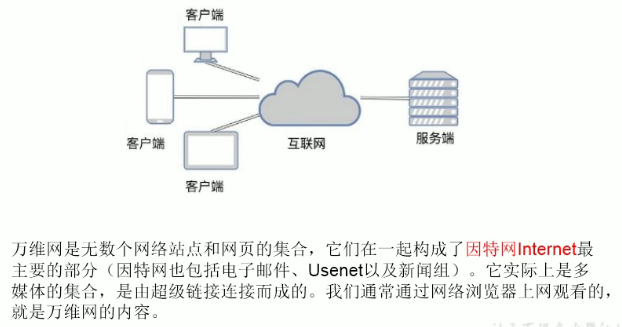 客户端
客户端
互联网
服务端
客户端
万维网是无数个网络站点和网页的集合，它们在一起构成了因特网Internet最
主要的部分（因特网也包括电子邮件、Usenet以及新闻组）。它实际上是多
媒体的集合，是由超级链接连接而成的。我们通常通过网络浏览器上网观看的，
就是万维网的内容。